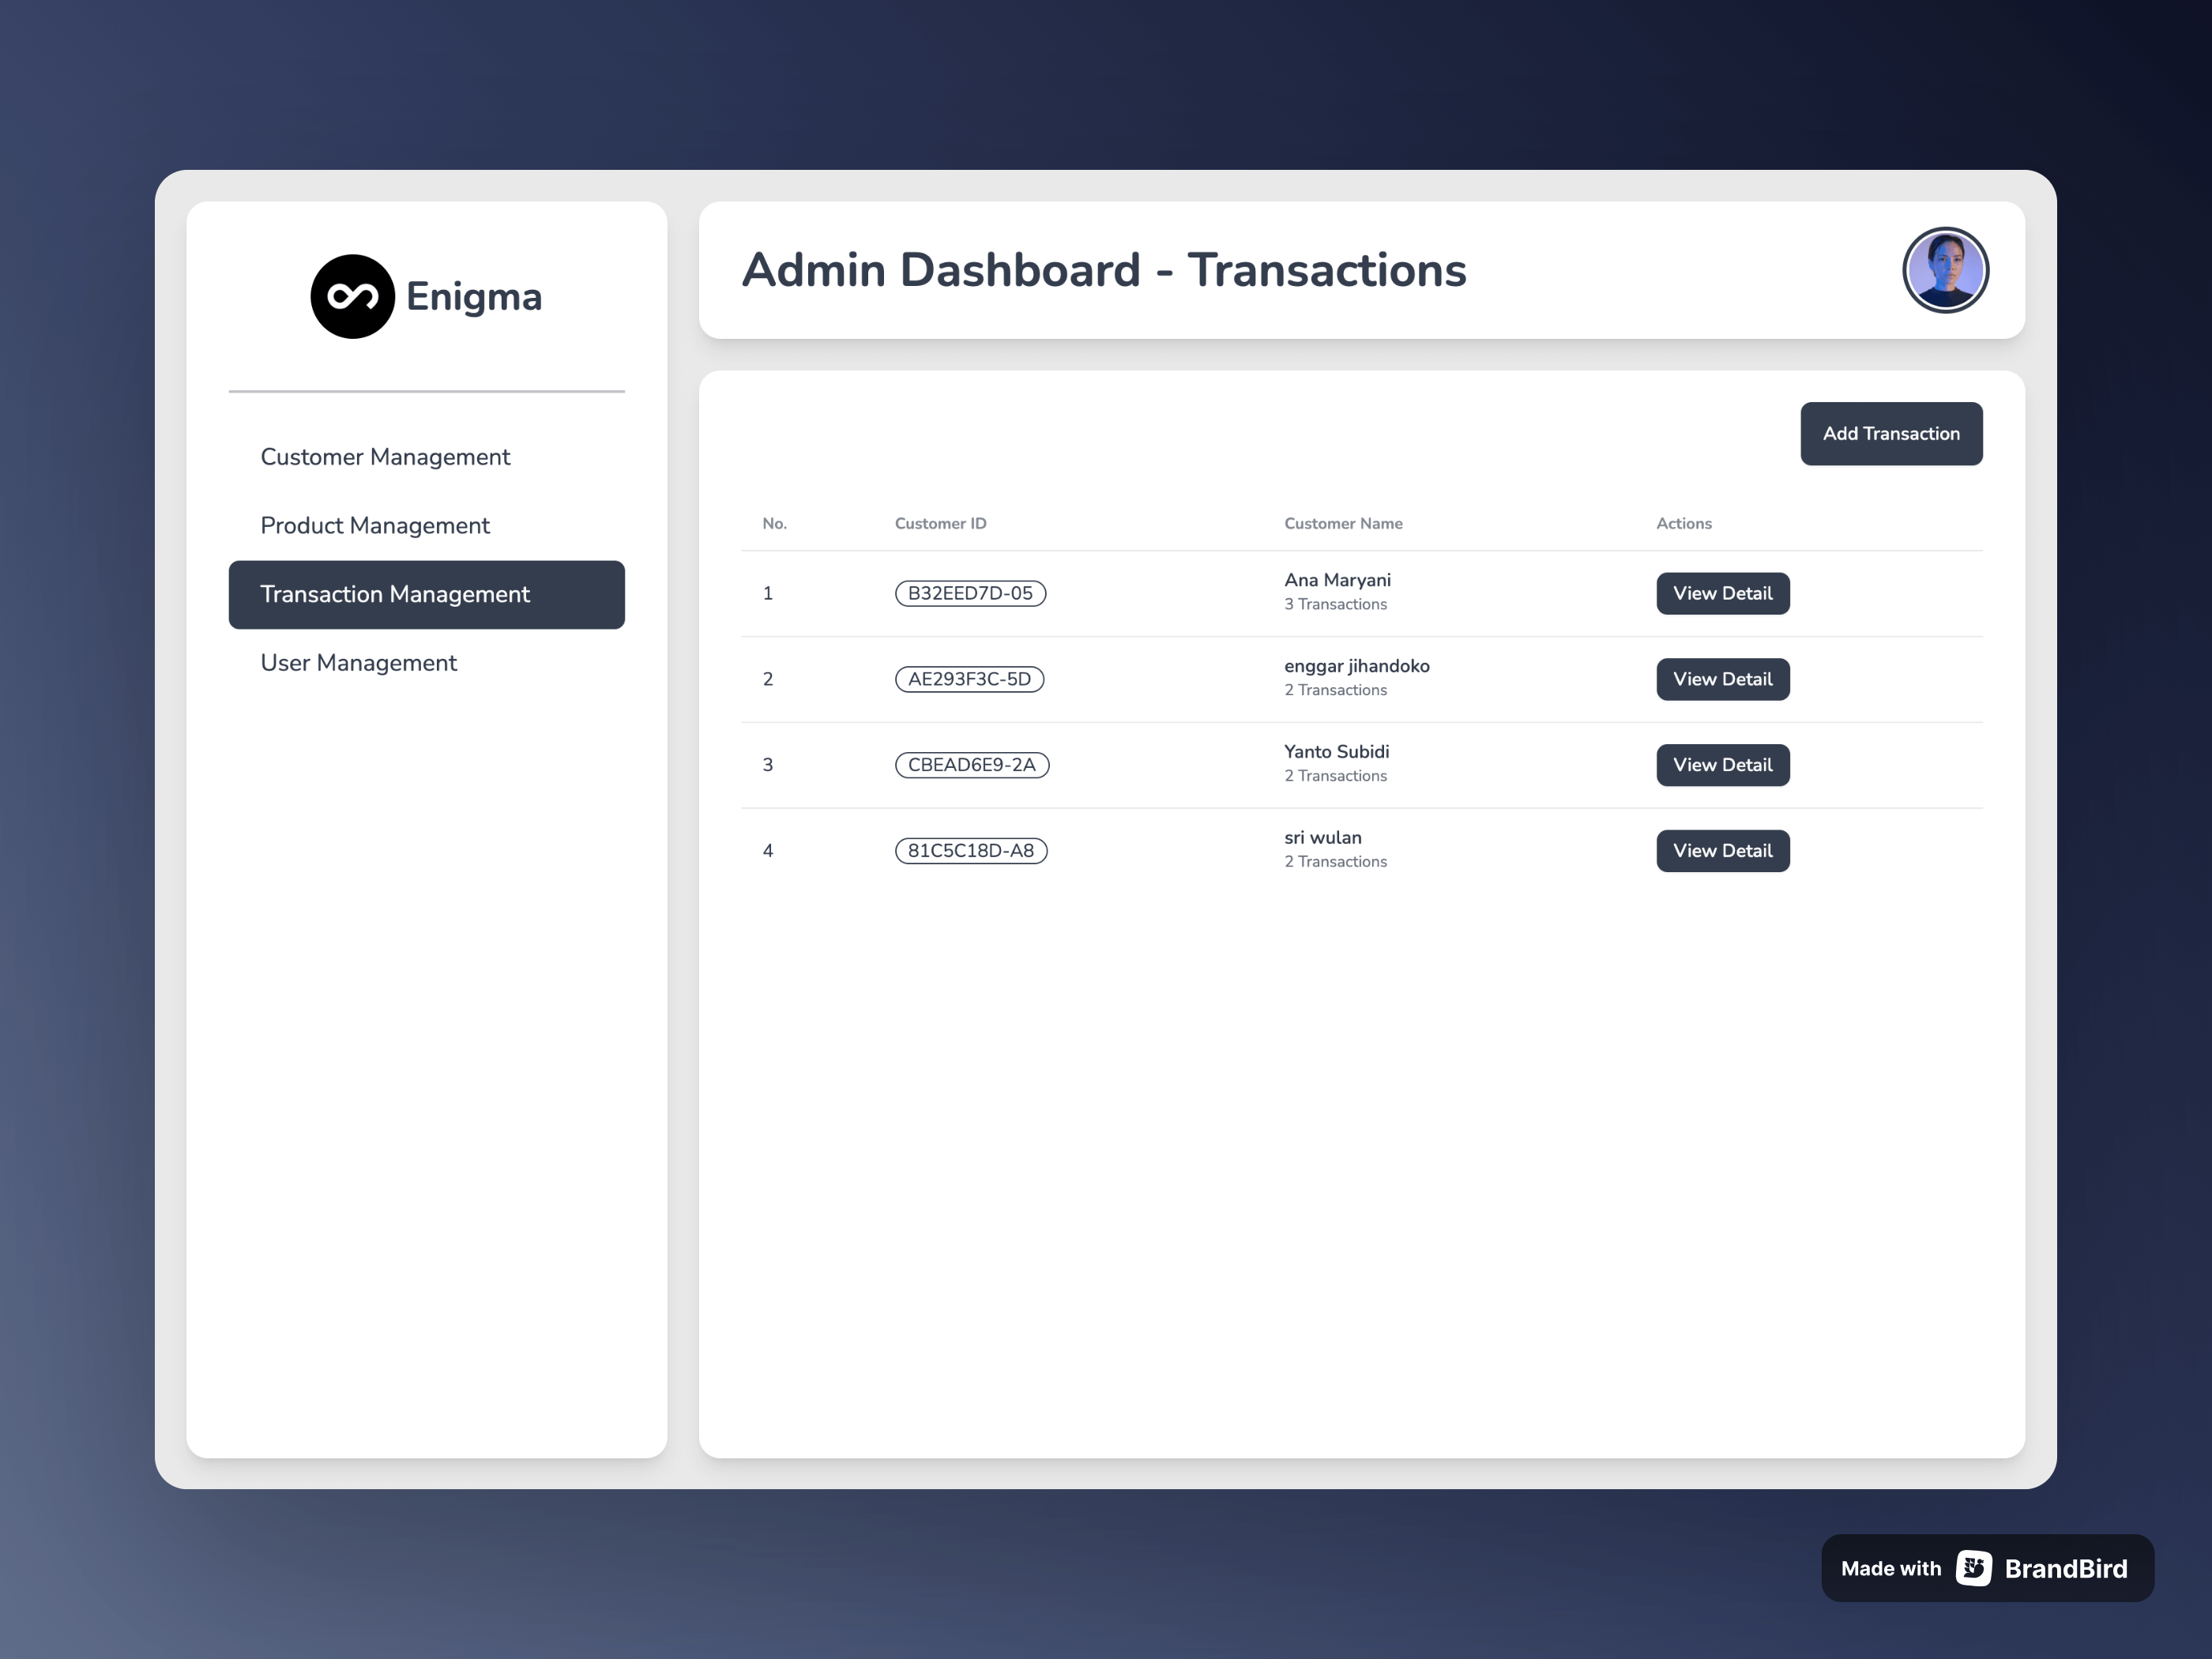 Enigma
Customer Management
Product Management
Transaction Management
User Management
Admin Dashboard - Transactions
Add Transaction
No. Customer ID Customer Name Actions
1 B32EED7D-05 Ana Maryani View Detail
3 Transactions
2 AE293F3C-5D enggar jihandoko View Detail
2 Transactions
3 CBEAD6E9-2A Yanto Subidi View Detail
2 Transactions
4 81C5C18D-A8 sri wulan View Detail
2 Transactions
Made with BrandBird